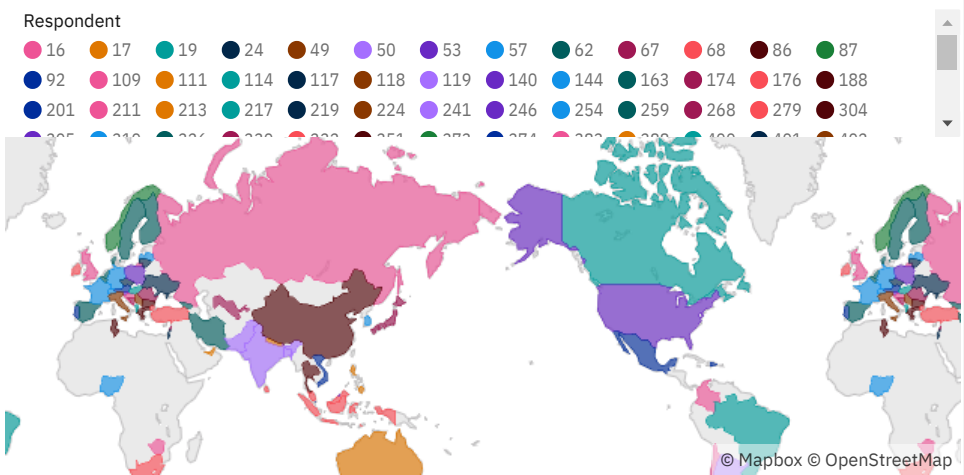 Respondent
16 17 19 24 49 50 53 57 62 67 68 86 87
92 109 111 114 117 118 119 140 144 163 174 176 188
201 211 213 217 219 224 241 246 254 259 268 279 304
© Mapbox © OpenStreetMap